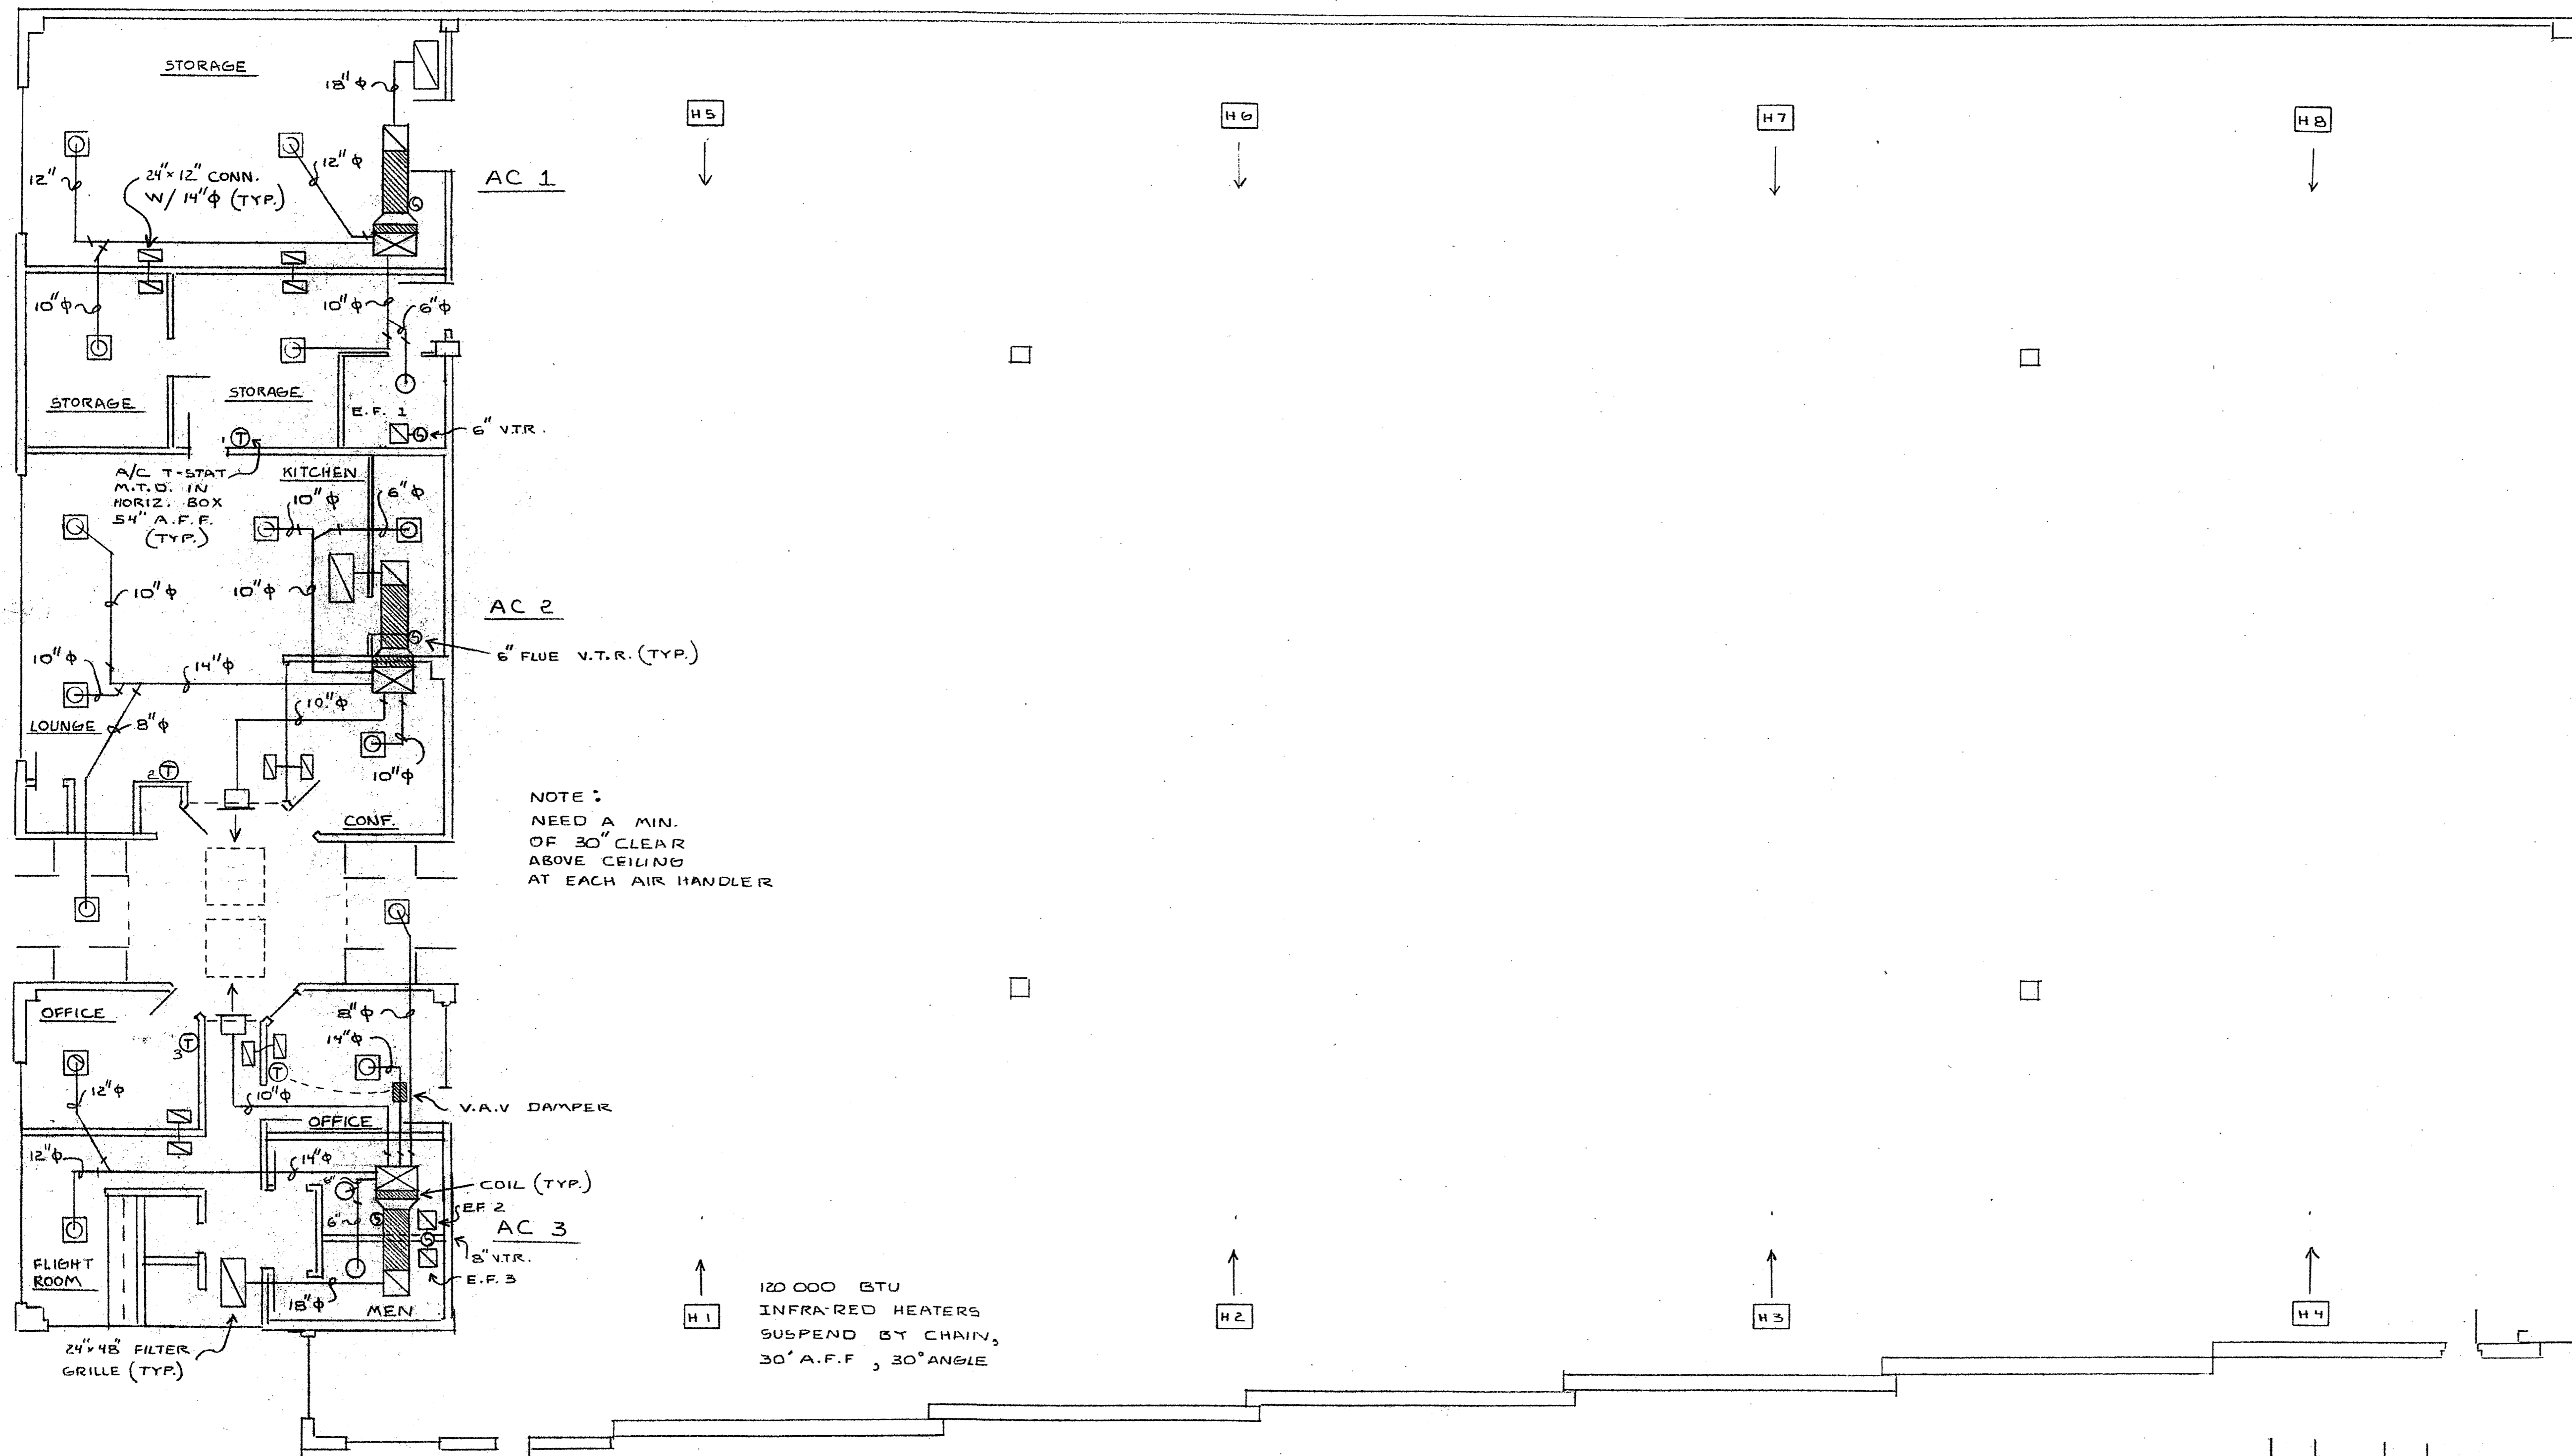 STORAGE
18"ϕ
H5
H6
H7
H8
12"
24"x12" CONN.
W/ 14"ϕ (TYP.)
12"ϕ
AC 1
10"ϕ
10"ϕ
6"ϕ
STORAGE
STORAGE
E.F. 1
6" V.T.R.
1 T
A/C T-STAT
M.T.D. IN
HORIZ. BOX
54" A.F.F.
(TYP.)
KITCHEN
10"ϕ
6"ϕ
10"ϕ
10"ϕ
AC 2
6" FLUE V.T.R. (TYP.)
10"ϕ
14"ϕ
LOUNGE
8"ϕ
10"ϕ
10"ϕ
2 T
CONF.
NOTE:
NEED A MIN.
OF 30" CLEAR
ABOVE CEILING
AT EACH AIR HANDLER
OFFICE
8"ϕ
14"ϕ
3 T
T
12"ϕ
10"ϕ
V.A.V DAMPER
OFFICE
12"ϕ
14"ϕ
6"
COIL (TYP.)
6"
EF 2
AC 3
8" V.T.R.
E.F. 3
FLIGHT
ROOM
18"ϕ
MEN
24"x48" FILTER
GRILLE (TYP.)
H1
120 000 BTU
INFRA-RED HEATERS
SUSPEND BY CHAIN,
30' A.F.F , 30° ANGLE
H2
H3
H4